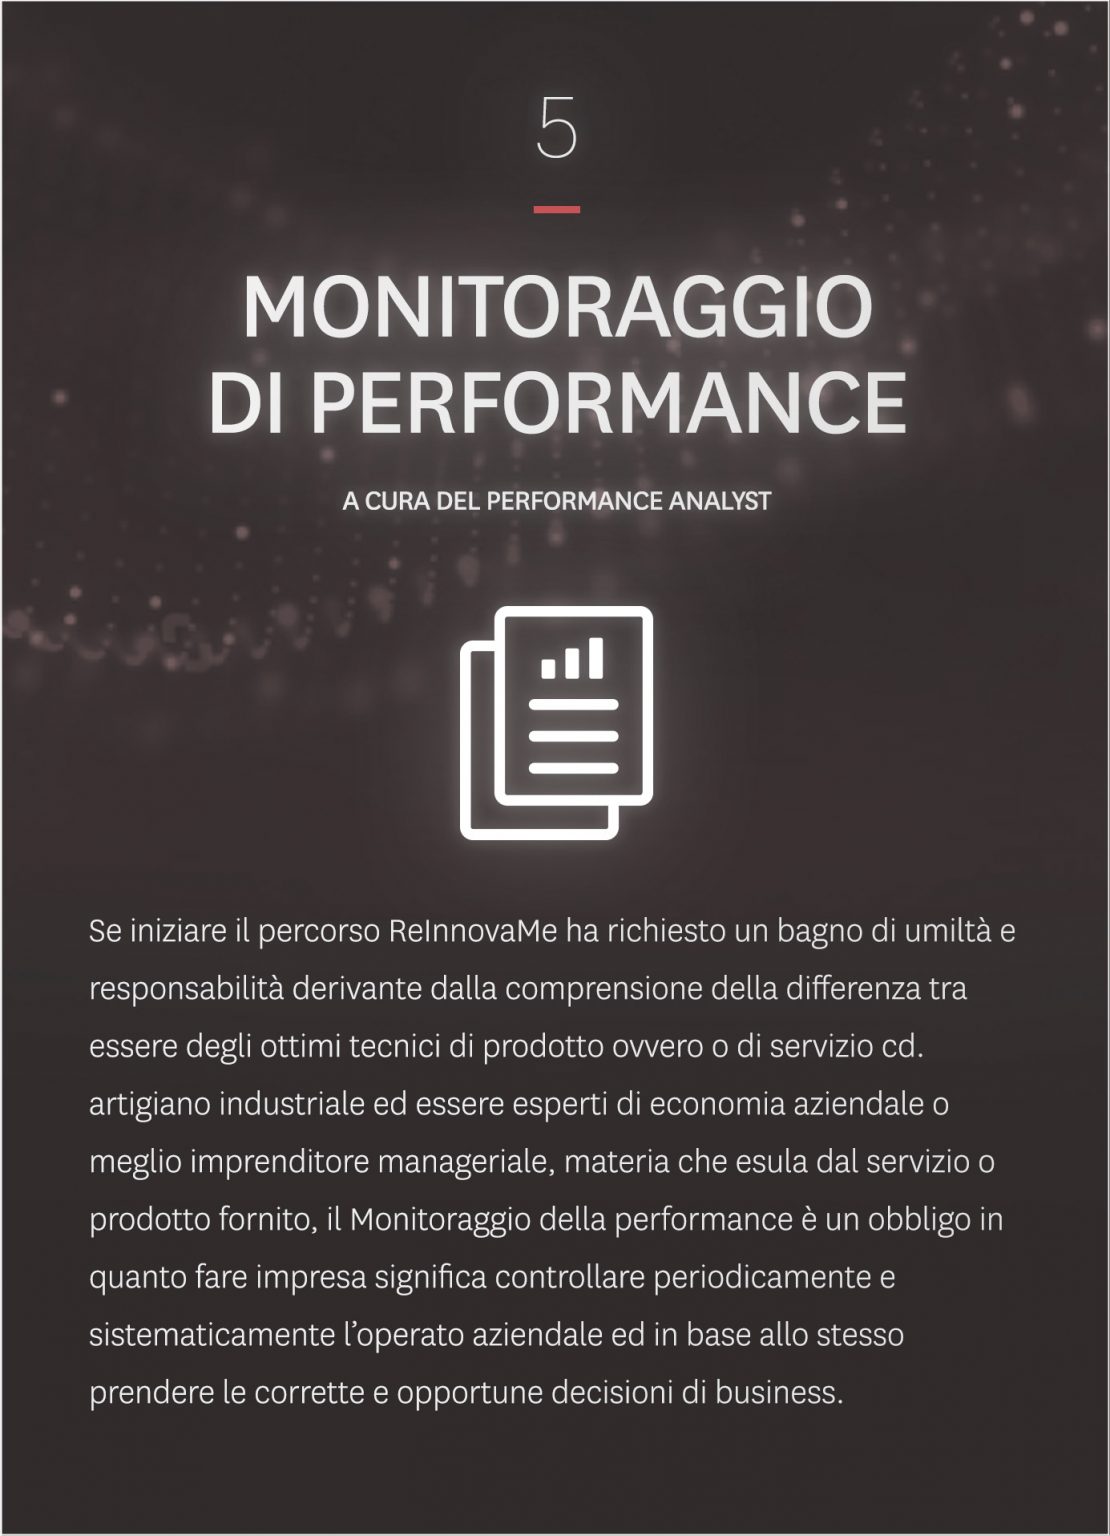 5
MONITORAGGIO
DI PERFORMANCE
A CURA DEL PERFORMANCE ANALYST
Se iniziare il percorso ReInnovaMe ha richiesto un bagno di umiltà e
responsabilità derivante dalla comprensione della differenza tra
essere degli ottimi tecnici di prodotto ovvero o di servizio cd.
artigiano industriale ed essere esperti di economia aziendale o
meglio imprenditore manageriale, materia che esula dal servizio o
prodotto fornito, il Monitoraggio della performance è un obbligo in
quanto fare impresa significa controllare periodicamente e
sistematicamente l’operato aziendale ed in base allo stesso
prendere le corrette e opportune decisioni di business.